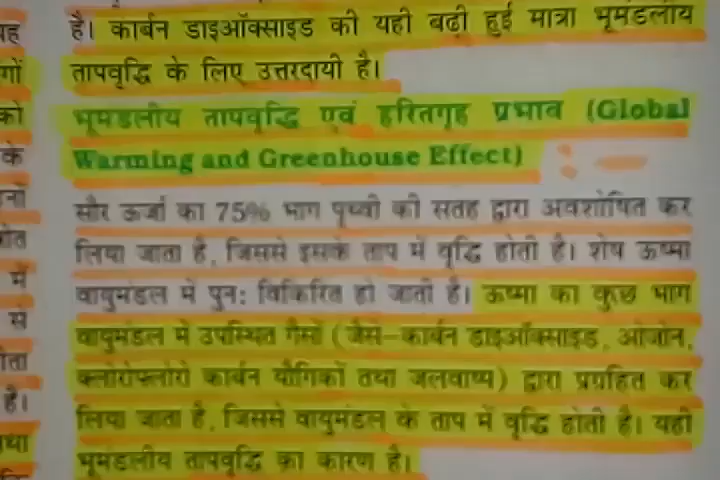 है। कार्बन डाइऑक्साइड की यही बढ़ी हुई मात्रा भूमंडलीय
तापवृद्धि के लिए उत्तरदायी है।
भूमंडलीय तापवृद्धि एवं हरितगृह प्रभाव (Global
Warming and Greenhouse Effect)
सौर ऊर्जा का 75% भाग पृथ्वी की सतह द्वारा अवशोषित कर
लिया जाता है, जिससे इसके ताप में वृद्धि होती है। शेष ऊष्मा
वायुमंडल में पुन: विकिरित हो जाती है। ऊष्मा का कुछ भाग
वायुमंडल में उपस्थित गैसों (जैसे–कार्बन डाइऑक्साइड, ओजोन,
क्लोरोफ्लोरो कार्बन यौगिकों तथा जलवाष्प) द्वारा प्रग्रहित कर
लिया जाता है, जिससे वायुमंडल के ताप में वृद्धि होती है। यही
भूमंडलीय तापवृद्धि का कारण है।
को
के
में
से
है।